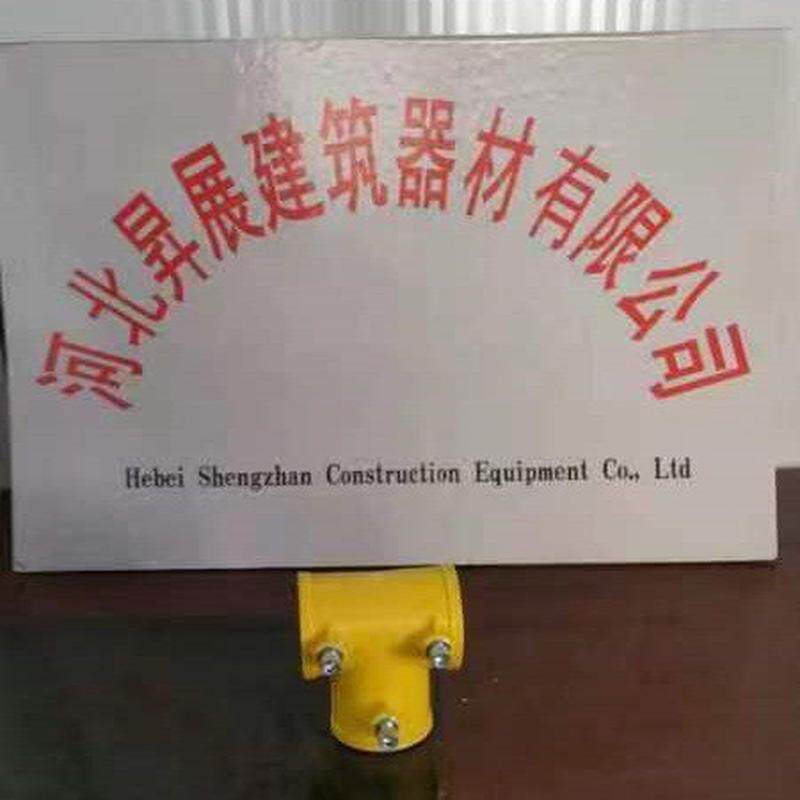 河北昇展建筑器材有限公司
Hebei Shengzhan Construction Equipment Co., Ltd